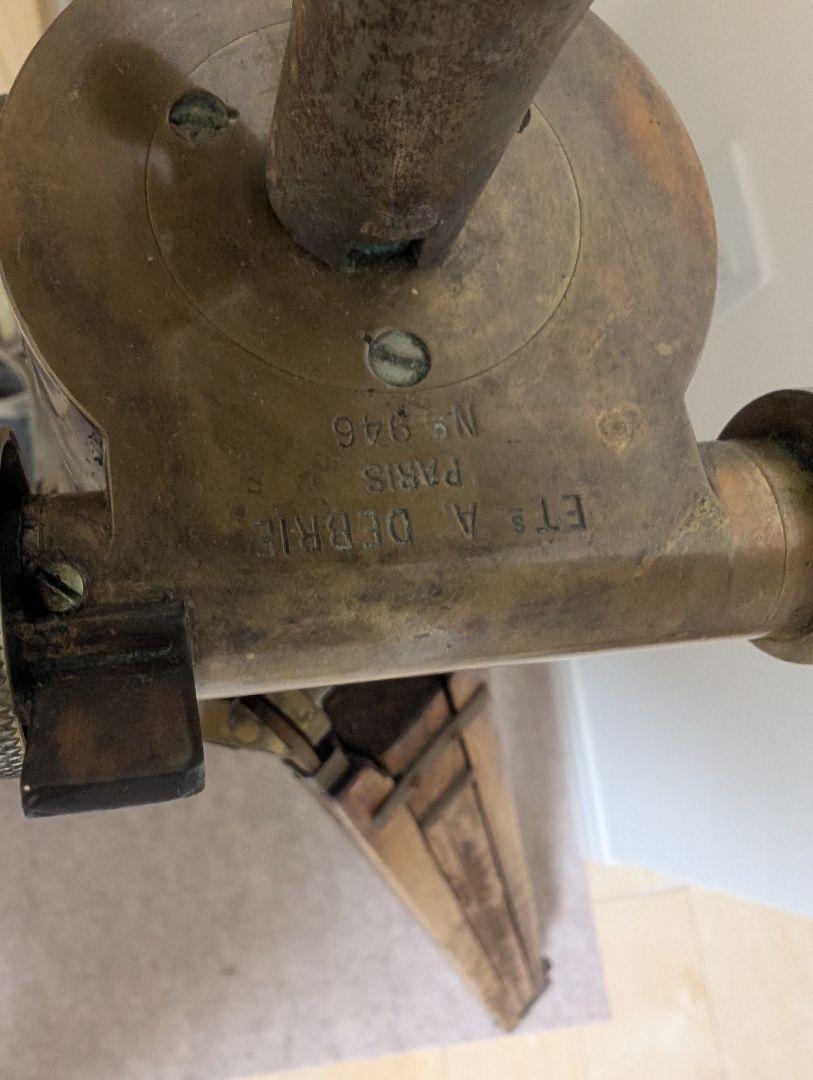 ETS A. DEBRIE
PARIS
No 946